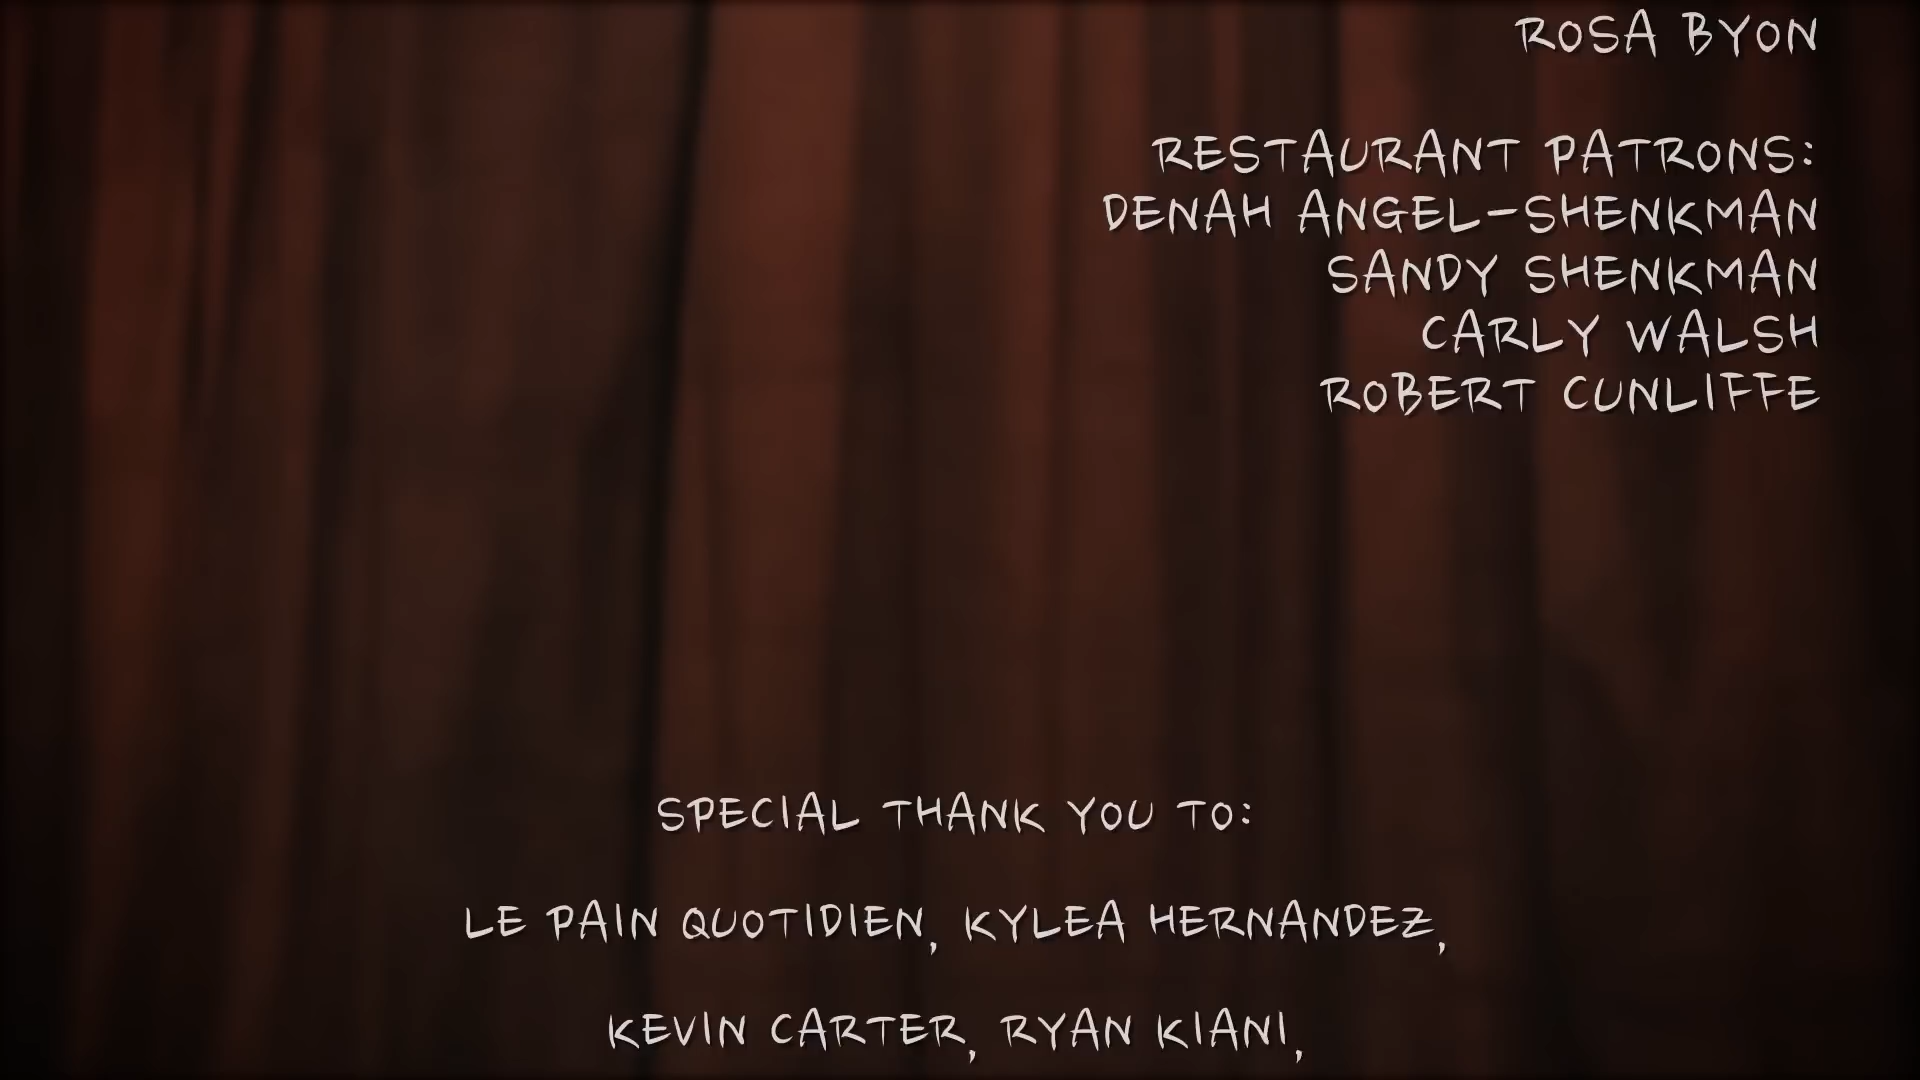 ROSA BYON
RESTAURANT PATRONS:
DENAH ANGEL-SHENKMAN
SANDY SHENKMAN
CARLY WALSH
ROBERT CUNLIFFE
SPECIAL THANK YOU TO:
LE PAIN QUOTIDIEN, KYLEA HERNANDEZ,
KEVIN CARTER, RYAN KIANI,